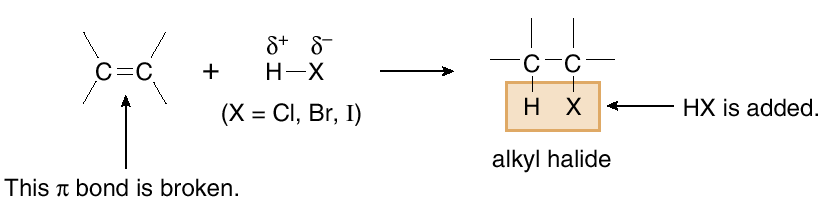 C=C + δ+ δ− H—X
(X = Cl, Br, I)
This π bond is broken.
C—C
H X
HX is added.
alkyl halide